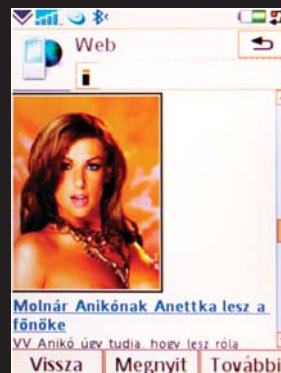 Web
Molnár Anikónak Anettka lesz a
főnöke
VV Anikó úgy tudja, hogy lesz róla
Vissza Megnyit További